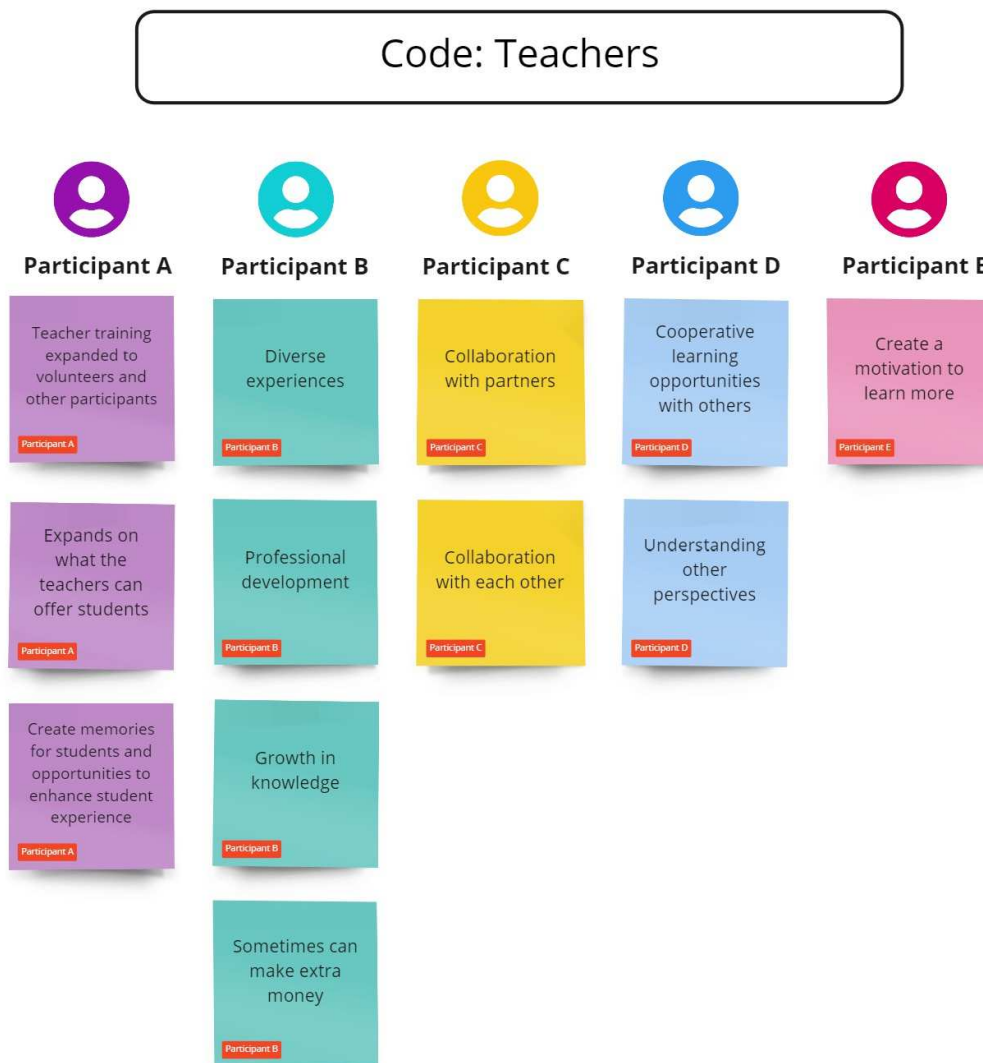 Code: Teachers
Participant A
Participant B
Participant C
Participant D
Participant E
Teacher training
expanded to
volunteers and
other participants
Participant A
Diverse
experiences
Participant B
Collaboration
with partners
Participant C
Cooperative
learning
opportunities
with others
Participant D
Create a
motivation to
learn more
Participant E
Expands on
what the
teachers can
offer students
Participant A
Professional
development
Participant B
Collaboration
with each other
Participant C
Understanding
other
perspectives
Participant D
Create memories
for students and
opportunities to
enhance student
experience
Participant A
Growth in
knowledge
Participant B
Sometimes can
make extra
money
Participant B